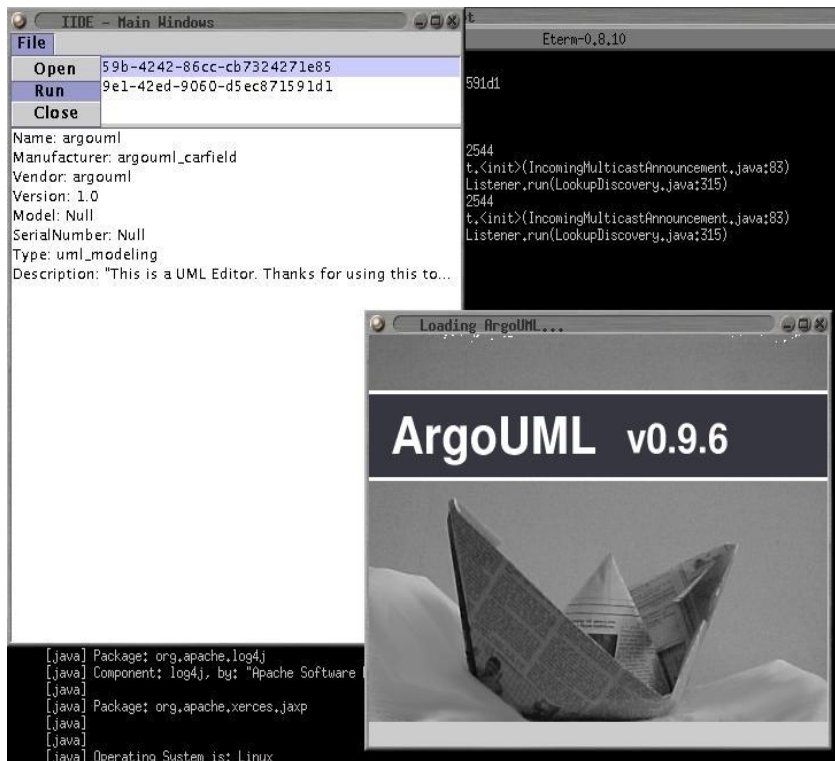 IIDE - Main Windows
File
Open
Run
Close
59b-4242-86cc-cb7324271e85
9e1-42ed-9060-d5ec871591d1
Name: argouml
Manufacturer: argouml_carfield
Vendor: argouml
Version: 1.0
Model: Null
SerialNumber: Null
Type: uml_modeling
Description: "This is a UML Editor. Thanks for using this to...
Eterm-0.8.10
591d1
2544
t.<init>(IncomingMulticastAnnouncement.java:83)
Listener.run(LookupDiscovery.java:315)
2544
t.<init>(IncomingMulticastAnnouncement.java:83)
Listener.run(LookupDiscovery.java:315)
Loading ArgoUML...
ArgoUML v0.9.6
[java] Package: org.apache.log4j
[java] Component: log4j, by: "Apache Software
[java]
[java] Package: org.apache.xerces.jaxp
[java]
[java]
[java] Operating System is: Linux